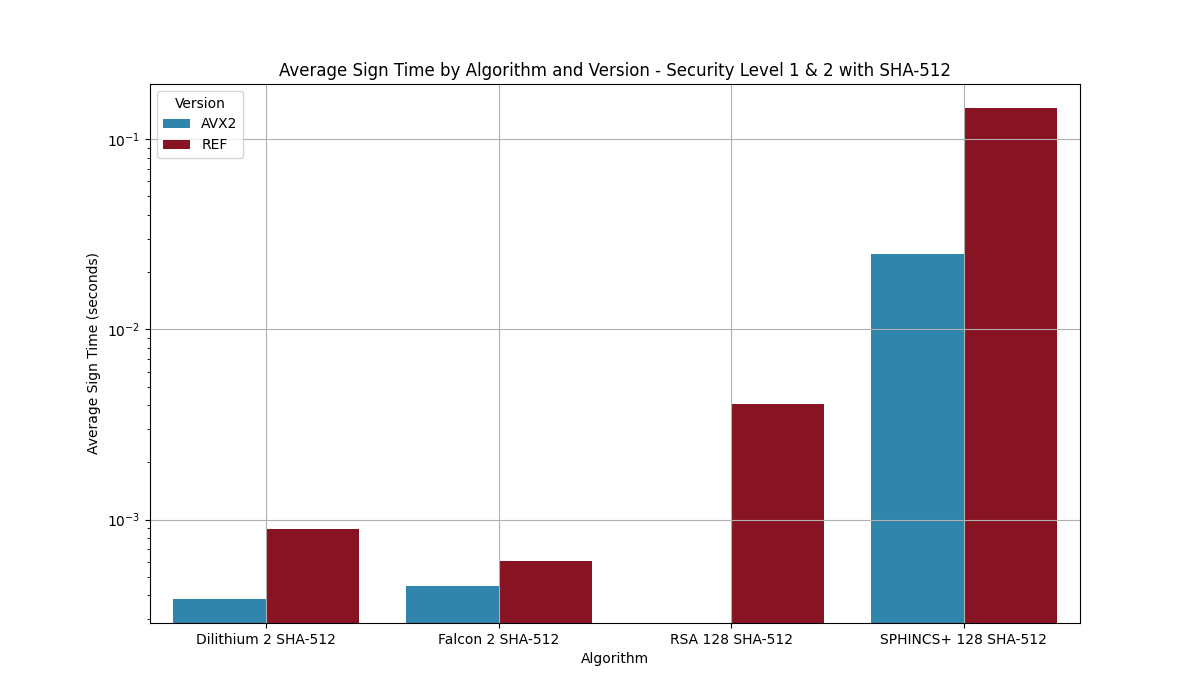 Average Sign Time by Algorithm and Version - Security Level 1 & 2 with SHA-512
Version
AVX2
REF
10⁻¹
10⁻²
10⁻³
Average Sign Time (seconds)
Dilithium 2 SHA-512
Falcon 2 SHA-512
RSA 128 SHA-512
SPHINCS+ 128 SHA-512
Algorithm